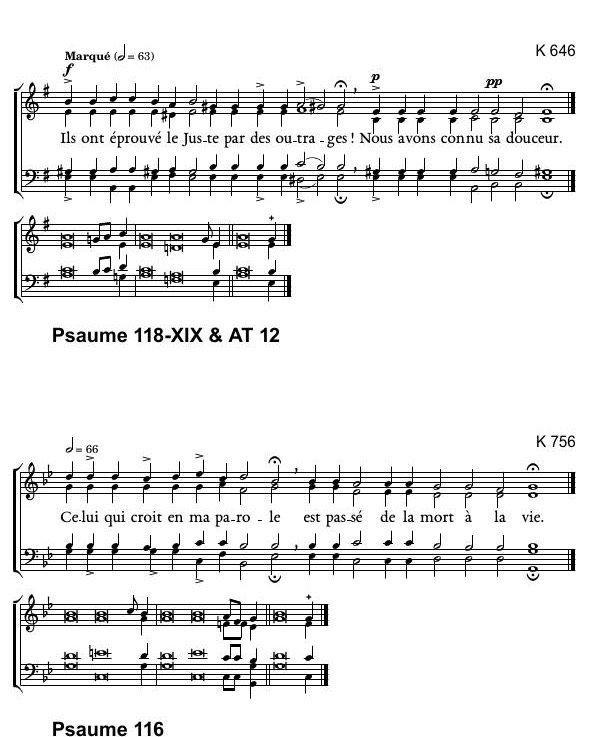 Marqué (𝅗𝅥 = 63)
K 646
f
p
pp
Ils ont éprouvé le Jus-te par des ou-tra-ges ! Nous avons connu sa douceur.
Psaume 118-XIX & AT 12
𝅗𝅥 = 66
K 756
Ce-lui qui croit en ma pa-ro-le est pas-sé de la mort à la vie.
Psaume 116